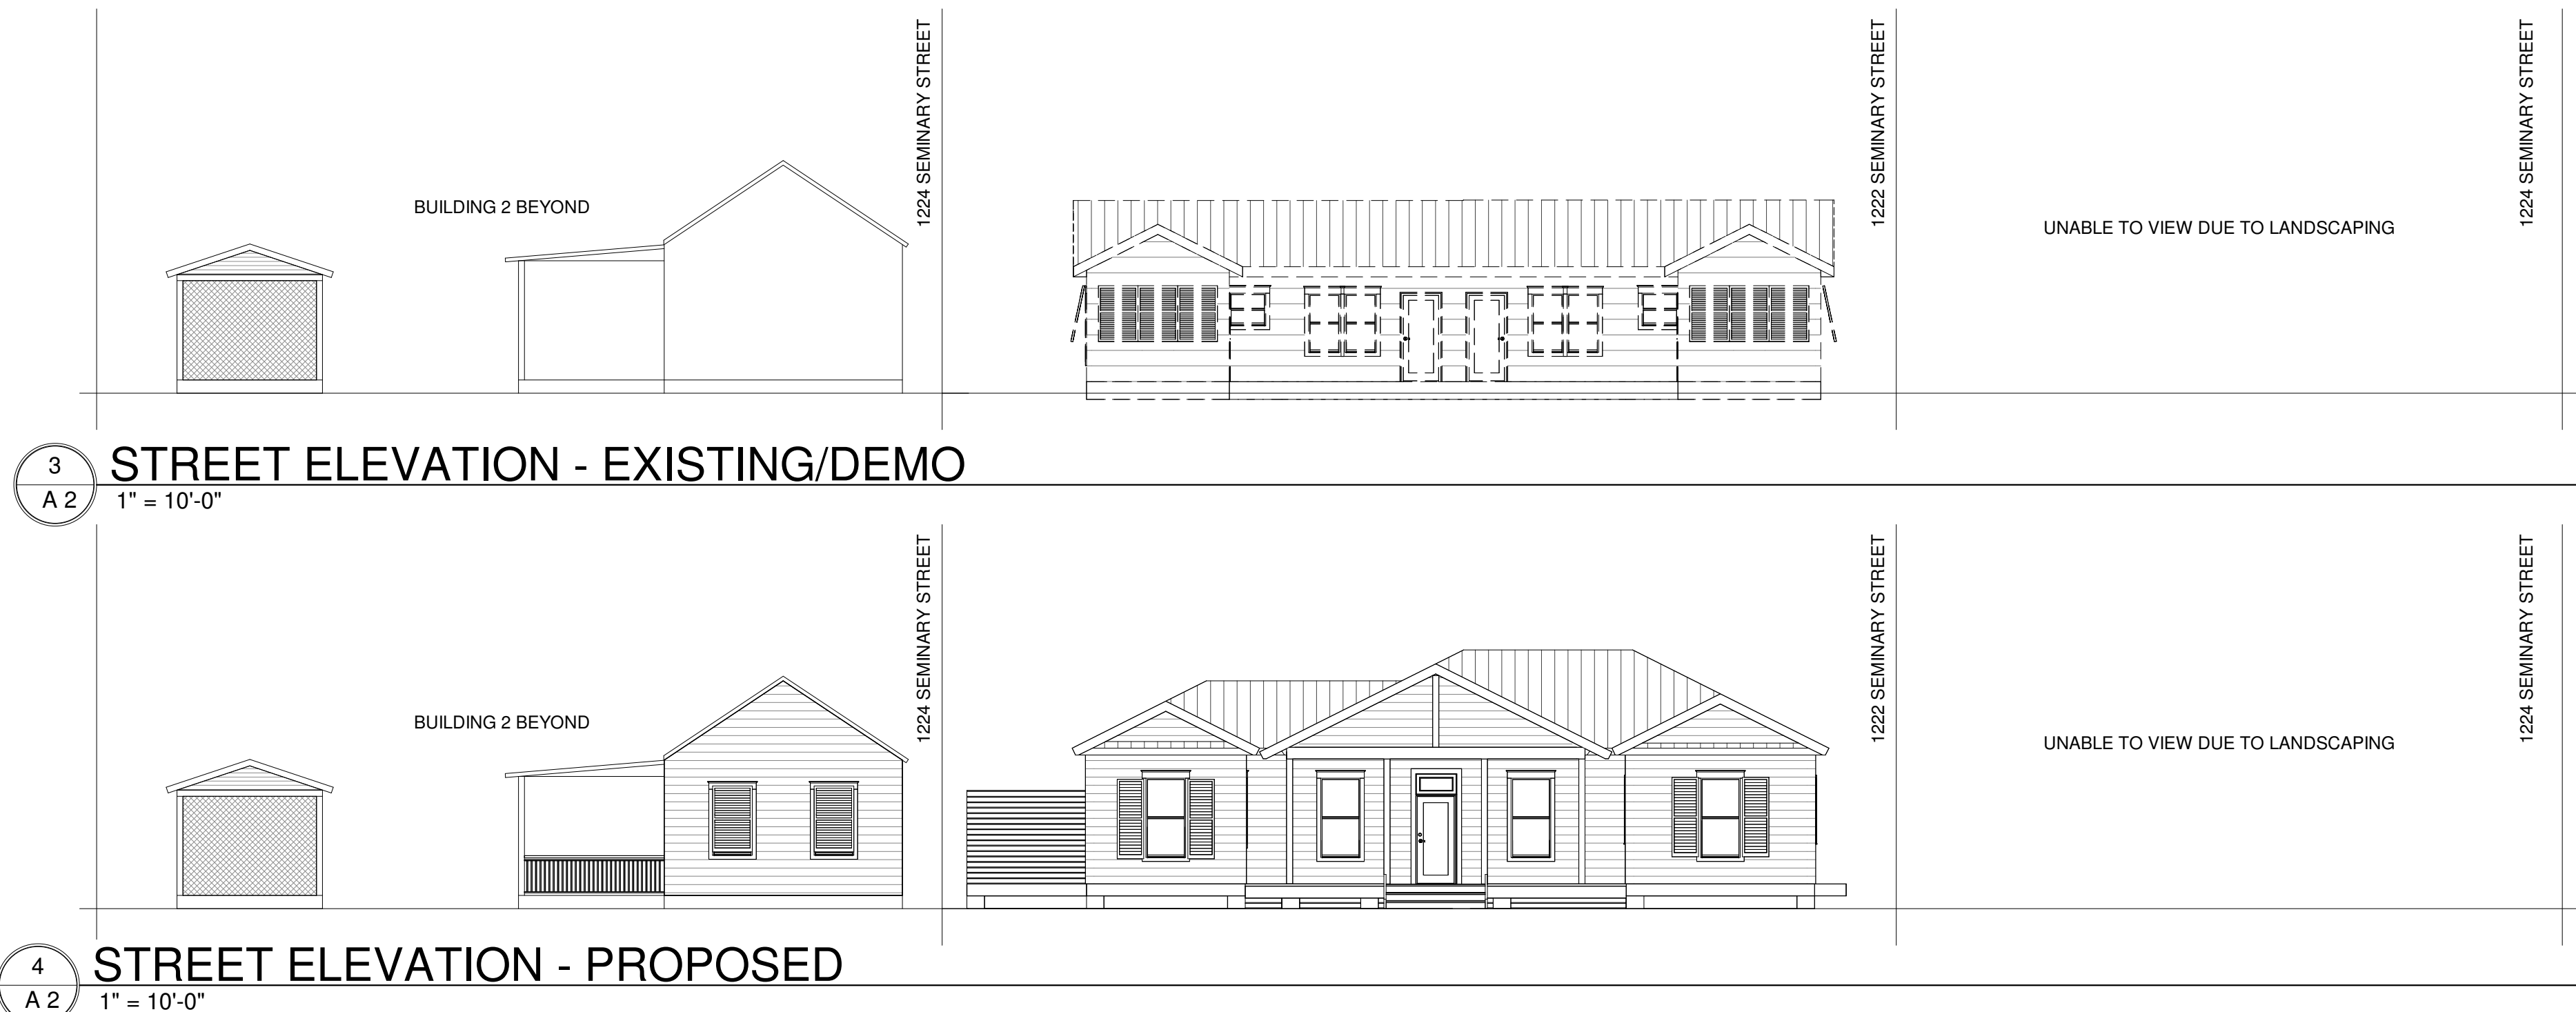 1224 SEMINARY STREET
1222 SEMINARY STREET
1224 SEMINARY STREET
BUILDING 2 BEYOND
UNABLE TO VIEW DUE TO LANDSCAPING
3
A 2
STREET ELEVATION - EXISTING/DEMO
1" = 10'-0"
1224 SEMINARY STREET
1222 SEMINARY STREET
1224 SEMINARY STREET
BUILDING 2 BEYOND
UNABLE TO VIEW DUE TO LANDSCAPING
4
A 2
STREET ELEVATION - PROPOSED
1" = 10'-0"